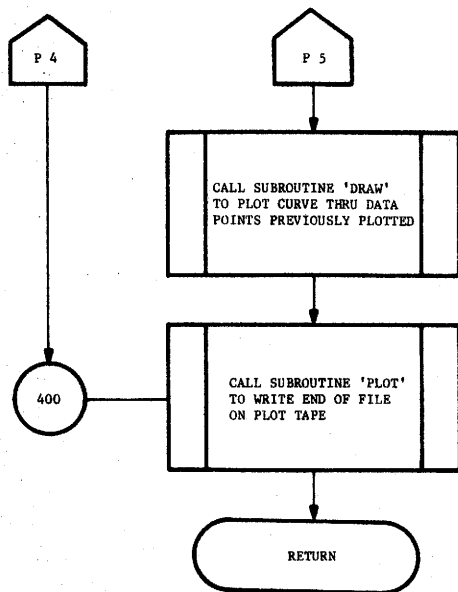 P 4
P 5
CALL SUBROUTINE 'DRAW'
TO PLOT CURVE THRU DATA
POINTS PREVIOUSLY PLOTTED
400
CALL SUBROUTINE 'PLOT'
TO WRITE END OF FILE
ON PLOT TAPE
RETURN